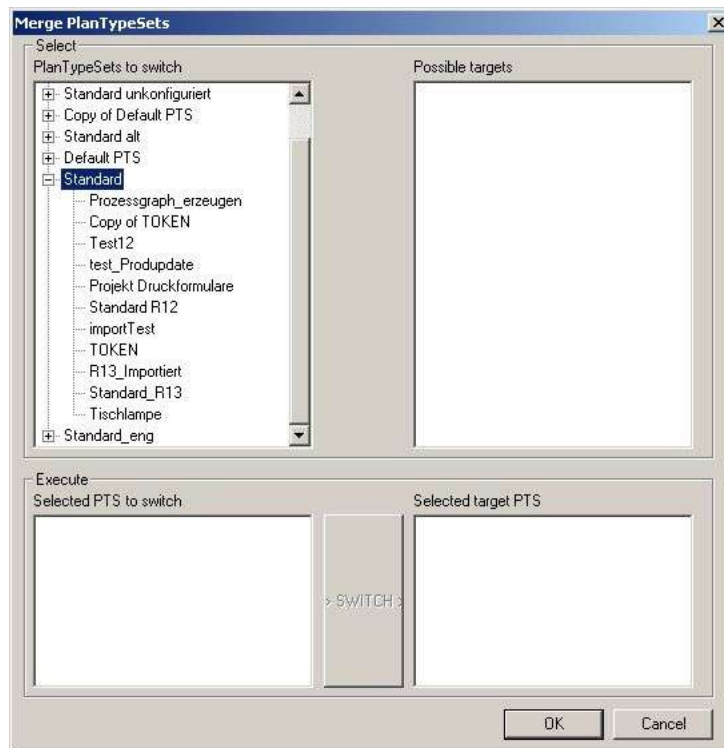 Merge PlanTypeSets
Select
PlanTypeSets to switch
Possible targets
Standard unkonfiguriert
Copy of Default PTS
Standard alt
Default PTS
Standard
Prozessgraph_erzeugen
Copy of TOKEN
Test12
test_Produpdate
Projekt Druckformulare
Standard R12
importTest
TOKEN
R13_Importiert
Standard_R13
Tischlampe
Standard_eng
Execute
Selected PTS to switch
Selected target PTS
> SWITCH >
OK
Cancel